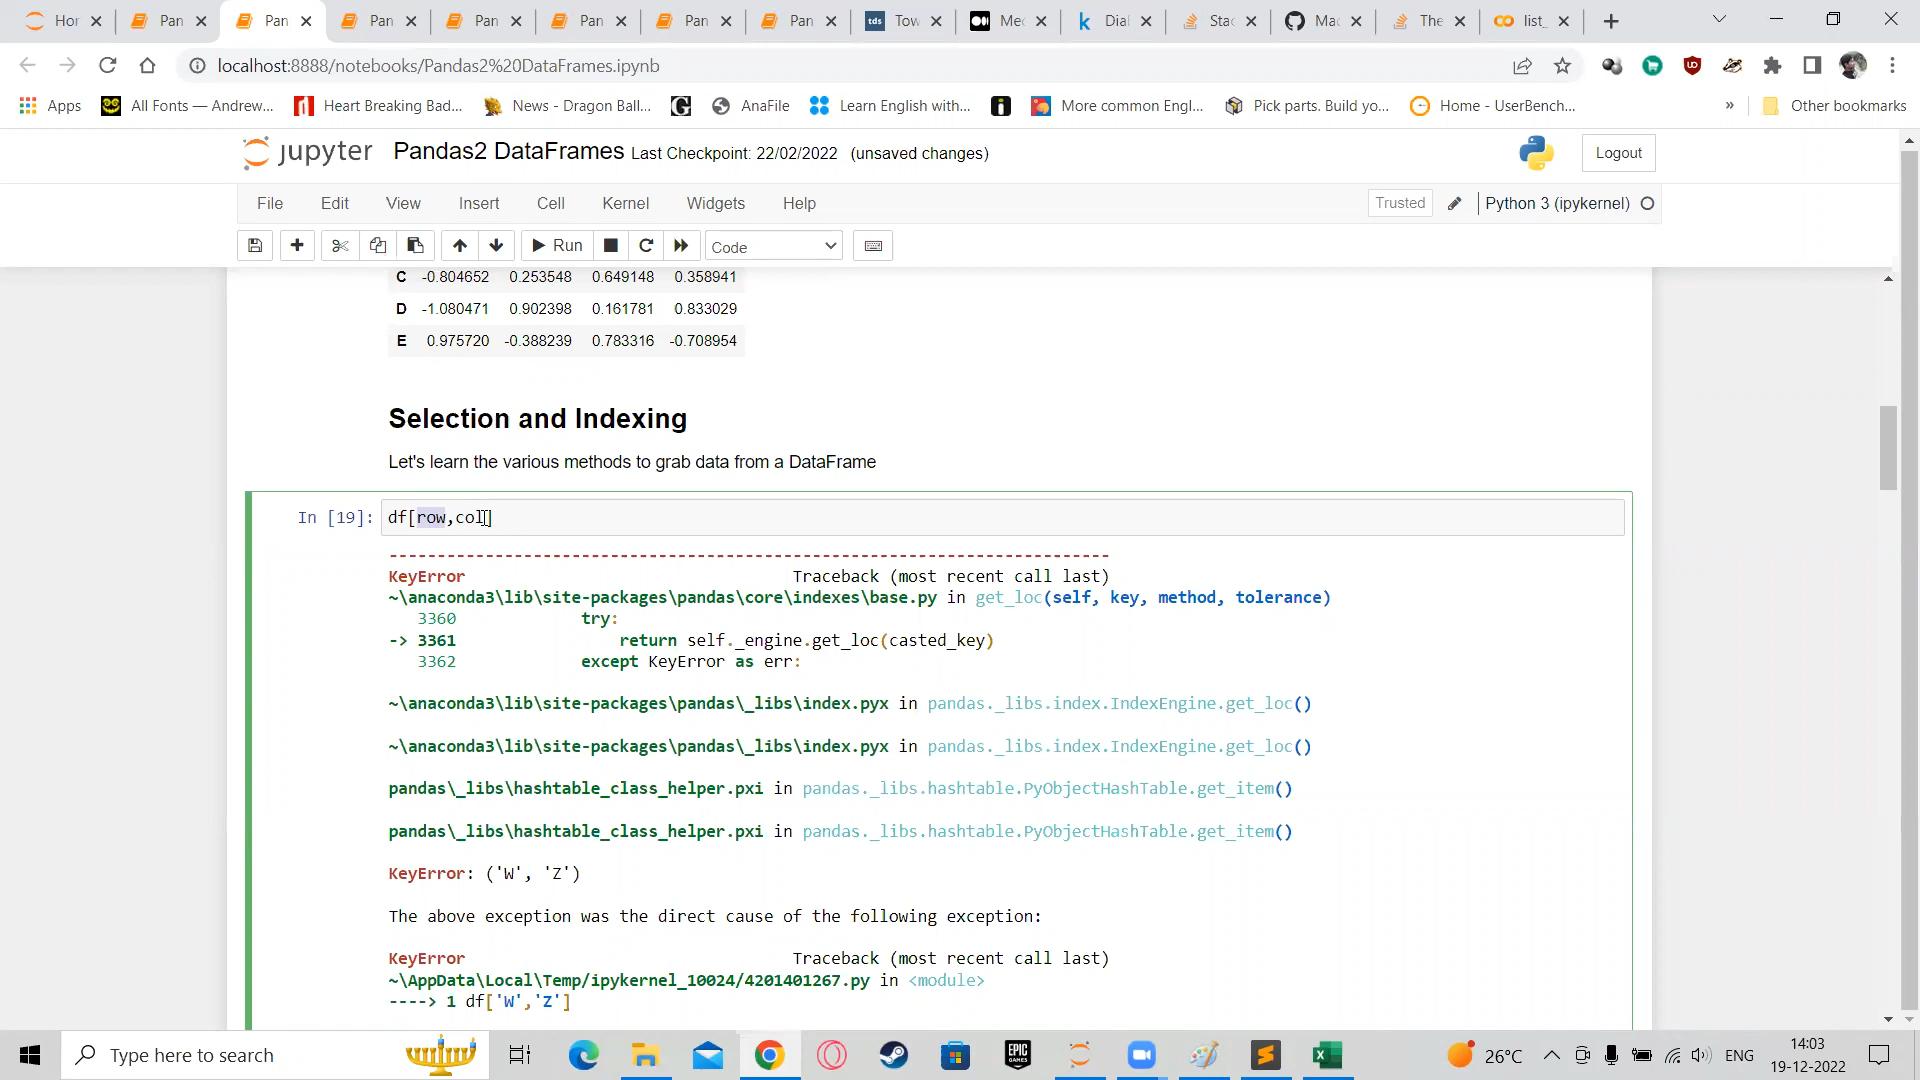 Hor
Pan
Pan
Pan
Pan
Pan
Pan
Pan
tds Tow
Mec
k Dial
Stac
Mac
The
list_
localhost:8888/notebooks/Pandas2%20DataFrames.ipynb
Apps
All Fonts — Andrew...
Heart Breaking Bad...
News - Dragon Ball...
AnaFile
Learn English with...
More common Engl...
Pick parts. Build yo...
Home - UserBench...
»
Other bookmarks
jupyter Pandas2 DataFrames Last Checkpoint: 22/02/2022 (unsaved changes)
Logout
File Edit View Insert Cell Kernel Widgets Help
Trusted
Python 3 (ipykernel)
Run
Code
C -0.804652 0.253548 0.649148 0.358941
D -1.080471 0.902398 0.161781 0.833029
E 0.975720 -0.388239 0.783316 -0.708954
Selection and Indexing
Let's learn the various methods to grab data from a DataFrame
In [19]: df[row,col]
---------------------------------------------------------------------------
KeyError Traceback (most recent call last)
~\anaconda3\lib\site-packages\pandas\core\indexes\base.py in get_loc(self, key, method, tolerance)
3360 try:
-> 3361 return self._engine.get_loc(casted_key)
3362 except KeyError as err:
~\anaconda3\lib\site-packages\pandas\_libs\index.pyx in pandas._libs.index.IndexEngine.get_loc()
~\anaconda3\lib\site-packages\pandas\_libs\index.pyx in pandas._libs.index.IndexEngine.get_loc()
pandas\_libs\hashtable_class_helper.pxi in pandas._libs.hashtable.PyObjectHashTable.get_item()
pandas\_libs\hashtable_class_helper.pxi in pandas._libs.hashtable.PyObjectHashTable.get_item()
KeyError: ('W', 'Z')
The above exception was the direct cause of the following exception:
KeyError Traceback (most recent call last)
~\AppData\Local\Temp/ipykernel_10024/4201401267.py in <module>
----> 1 df['W','Z']
Type here to search
EPIC GAMES
26°C
ENG
14:03
19-12-2022